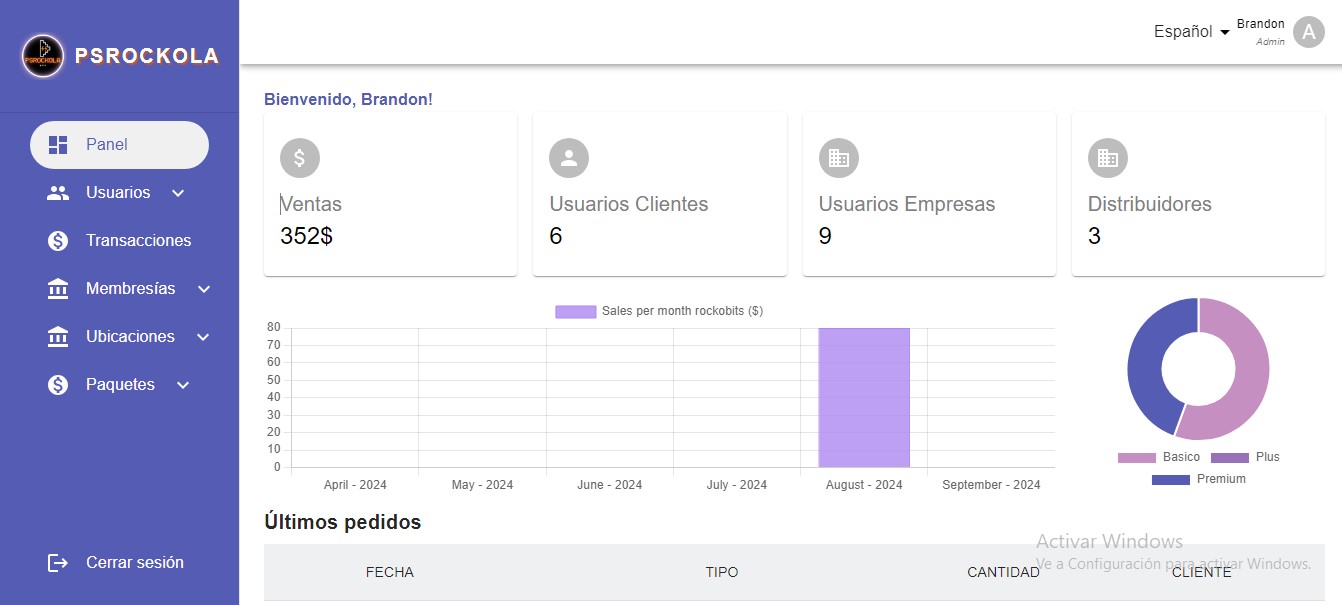 PSROCKOLA
PSROCKOLA
Español
Brandon
Admin
A
Panel
Usuarios
Transacciones
Membresías
Ubicaciones
Paquetes
Cerrar sesión
Bienvenido, Brandon!
$
Ventas
352$
Usuarios Clientes
6
Usuarios Empresas
9
Distribuidores
3
Sales per month rockobits ($)
80
70
60
50
40
30
20
10
0
April - 2024 May - 2024 June - 2024 July - 2024 August - 2024 September - 2024
Basico Plus
Premium
Últimos pedidos
FECHA TIPO CANTIDAD CLIENTE
Activar Windows
Ve a Configuración para activar Windows.